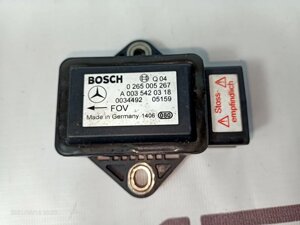 BOSCH Q 04
0 265 005 267
A 003 542 03 18
0034492 05159
FOV
Made in Germany 1406
Stoss-
empfindlich